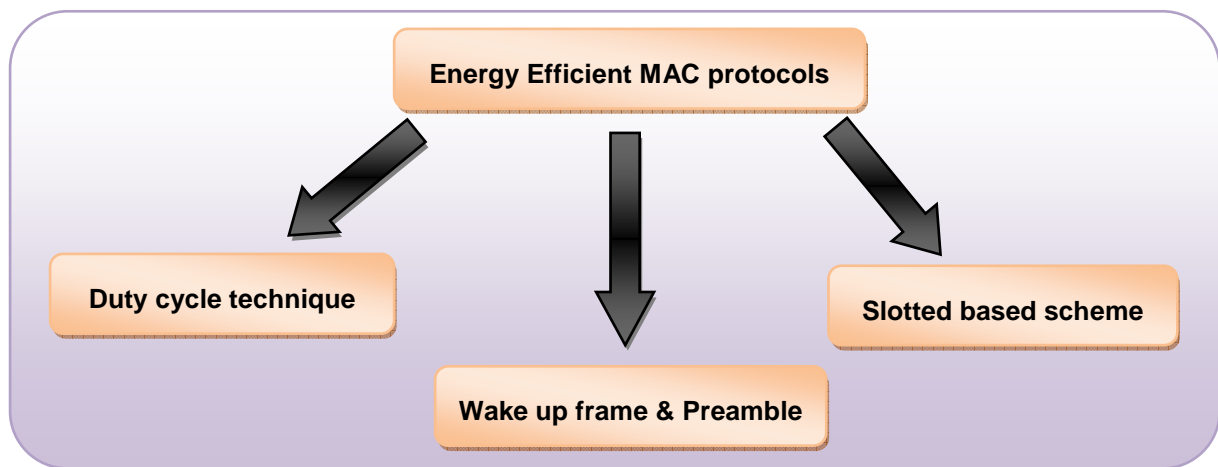 Energy Efficient MAC protocols
Duty cycle technique
Slotted based scheme
Wake up frame & Preamble